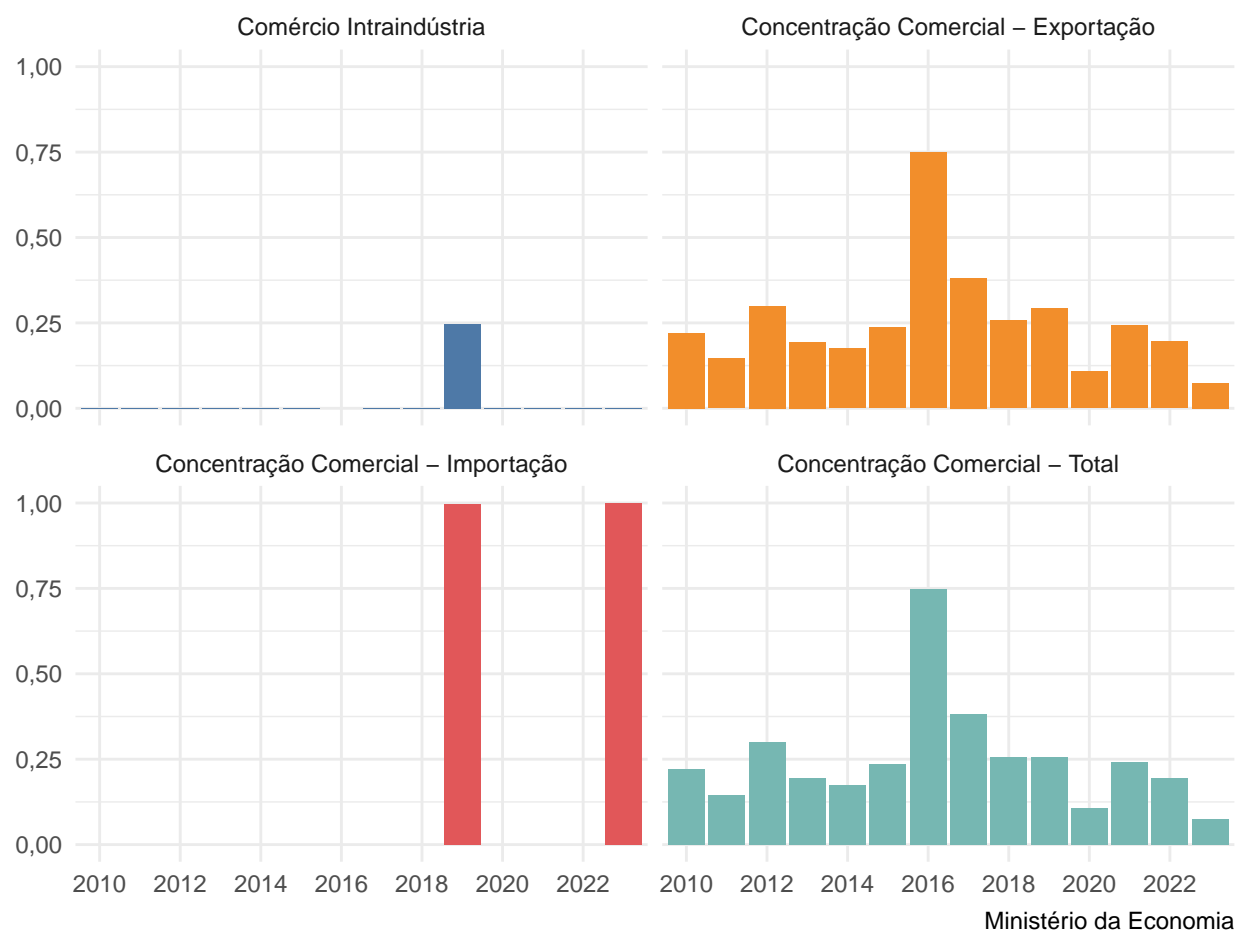 Comércio Intraindústria
Concentração Comercial – Exportação
1,00
0,75
0,50
0,25
0,00
Concentração Comercial – Importação
Concentração Comercial – Total
1,00
0,75
0,50
0,25
0,00
2010 2012 2014 2016 2018 2020 2022
2010 2012 2014 2016 2018 2020 2022
Ministério da Economia